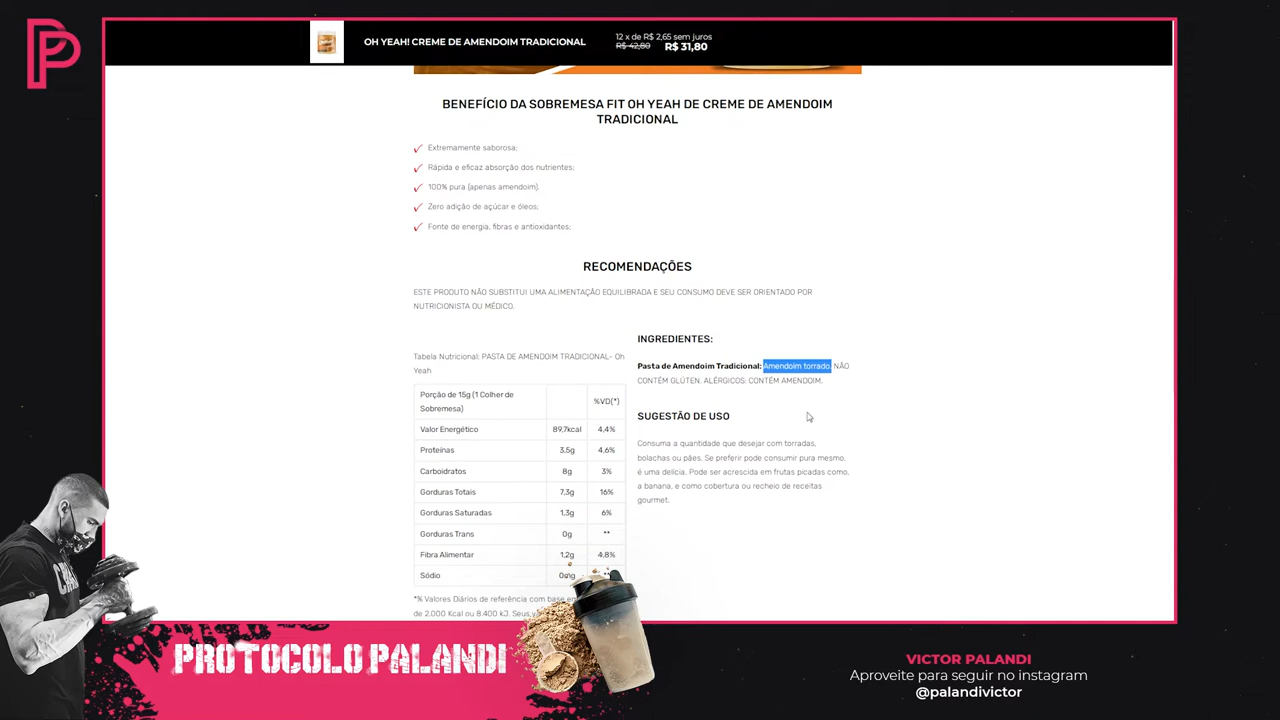 OH YEAH! CREME DE AMENDOIM TRADICIONAL
12 x de R$ 2,65 sem juros
R$ 42,80 R$ 31,80
BENEFÍCIO DA SOBREMESA FIT OH YEAH DE CREME DE AMENDOIM
TRADICIONAL
Extremamente saborosa;
Rápida e eficaz absorção dos nutrientes;
100% pura (apenas amendoim).
Zero adição de açúcar e óleos;
Fonte de energia, fibras e antioxidantes;
RECOMENDAÇÕES
ESTE PRODUTO NÃO SUBSTITUI UMA ALIMENTAÇÃO EQUILIBRADA E SEU CONSUMO DEVE SER ORIENTADO POR
NUTRICIONISTA OU MÉDICO.
Tabela Nutricional: PASTA DE AMENDOIM TRADICIONAL- Oh
Yeah
Porção de 15g (1 Colher de
Sobremesa) %VD(*)
Valor Energético 89,7kcal 4,4%
Proteínas 3,5g 4,6%
Carboidratos 8g 3%
Gorduras Totais 7,3g 16%
Gorduras Saturadas 1,3g 6%
Gorduras Trans 0g **
Fibra Alimentar 1,2g 4,8%
Sódio
*% Valores Diários de referência com base em
de 2.000 Kcal ou 8.400 kJ. Seus
INGREDIENTES:
Pasta de Amendoim Tradicional: Amendoim torrado. NÃO
CONTÉM GLÚTEN. ALÉRGICOS: CONTÉM AMENDOIM.
SUGESTÃO DE USO
Consuma a quantidade que desejar com torradas,
bolachas ou pães. Se preferir pode consumir pura mesmo,
é uma delícia. Pode ser acrescida em frutas picadas como,
a banana, e como cobertura ou recheio de receitas
gourmet.
PROTOCOLO PALANDI
VICTOR PALANDI
Aproveite para seguir no instagram
@palandivictor